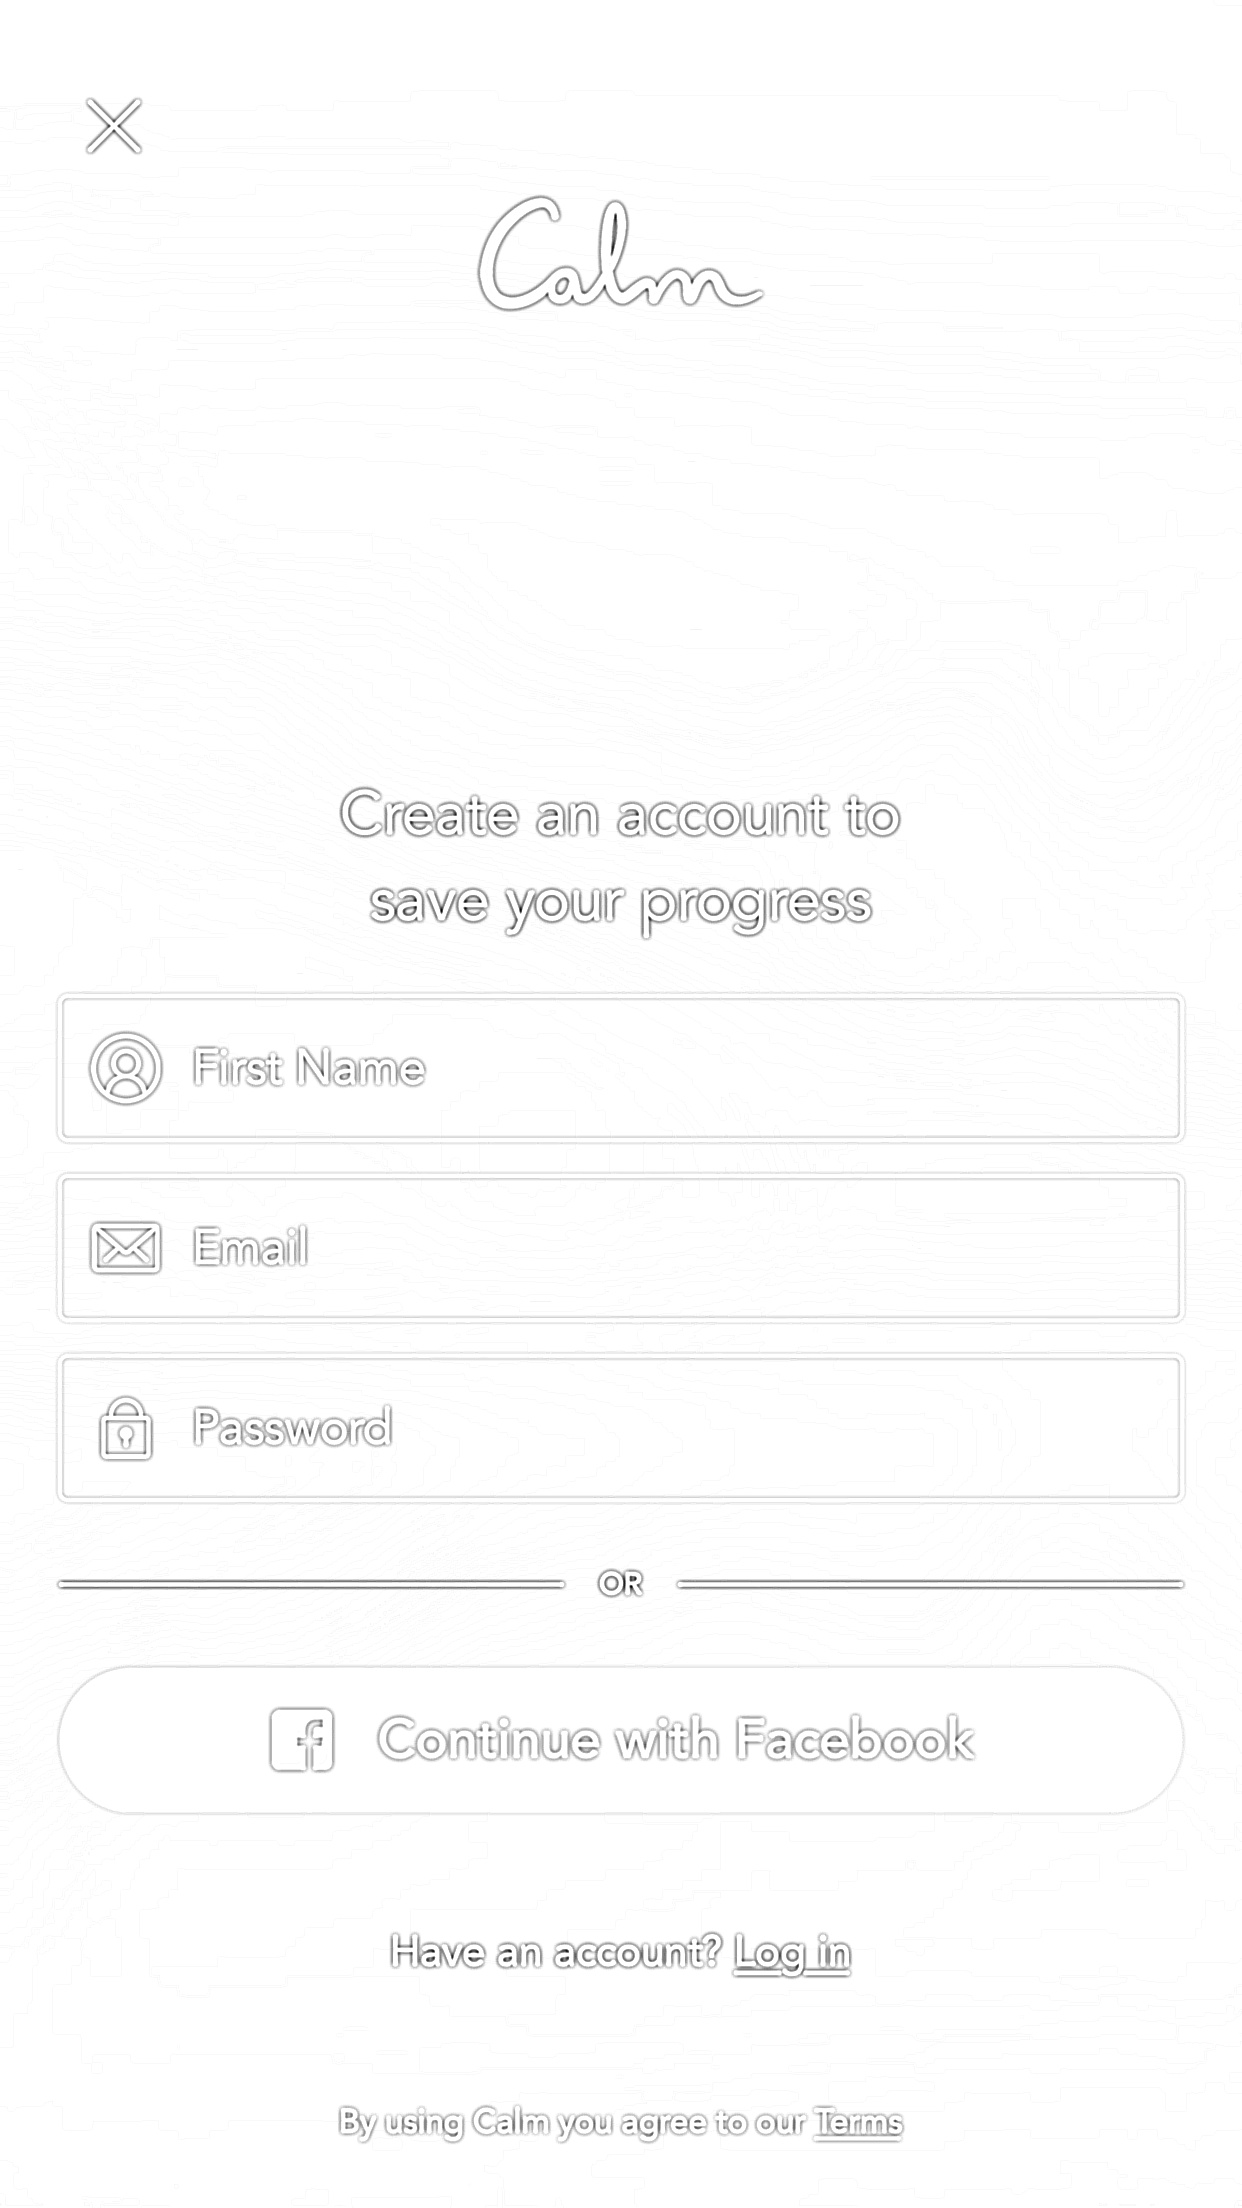 Calm
Create an account to
save your progress
First Name
Email
Password
OR
Continue with Facebook
Have an account? Log in
By using Calm you agree to our Terms